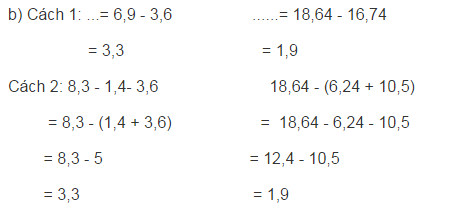 b) Cách 1: ...= 6,9 - 3,6 ......= 18,64 - 16,74
= 3,3 = 1,9
Cách 2: 8,3 - 1,4- 3,6 18,64 - (6,24 + 10,5)
= 8,3 - (1,4 + 3,6) = 18,64 - 6,24 - 10,5
= 8,3 - 5 = 12,4 - 10,5
= 3,3 = 1,9